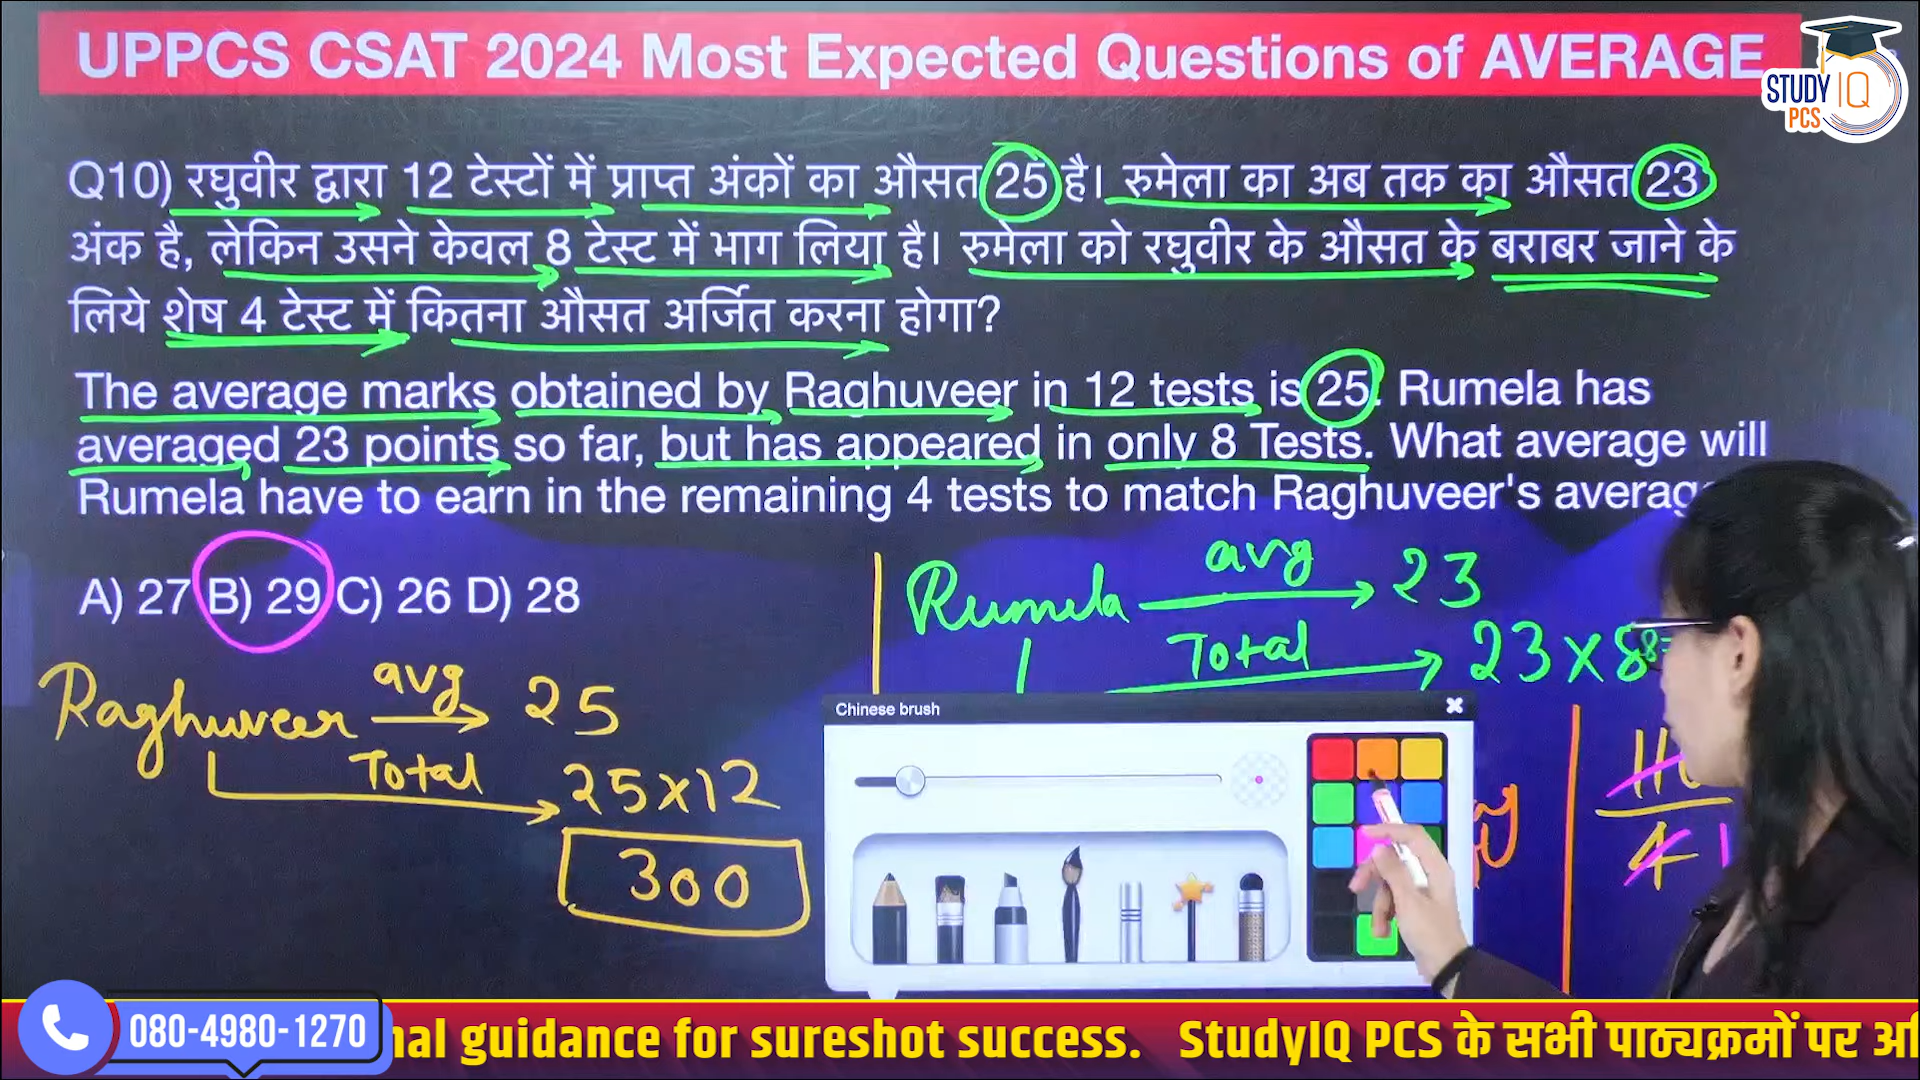 UPPCS CSAT 2024 Most Expected Questions of AVERAGE
STUDY IQ
PCS
Q10) रघुवीर द्वारा 12 टेस्टों में प्राप्त अंकों का औसत 25 है। रुमेला का अब तक का औसत 23
अंक है, लेकिन उसने केवल 8 टेस्ट में भाग लिया है। रुमेला को रघुवीर के औसत के बराबर जाने के
लिये शेष 4 टेस्ट में कितना औसत अर्जित करना होगा?
The average marks obtained by Raghuveer in 12 tests is 25. Rumela has
averaged 23 points so far, but has appeared in only 8 Tests. What average will
Rumela have to earn in the remaining 4 tests to match Raghuveer's
A) 27 B) 29 C) 26 D) 28
Rumela avg 23
Total 23×8
Raghuveer avg 25
Total 25×12
300
Chinese brush
4
080-4980-1270
guidance for sureshot success. StudyIQ PCS के सभी पाठ्यक्रमों पर